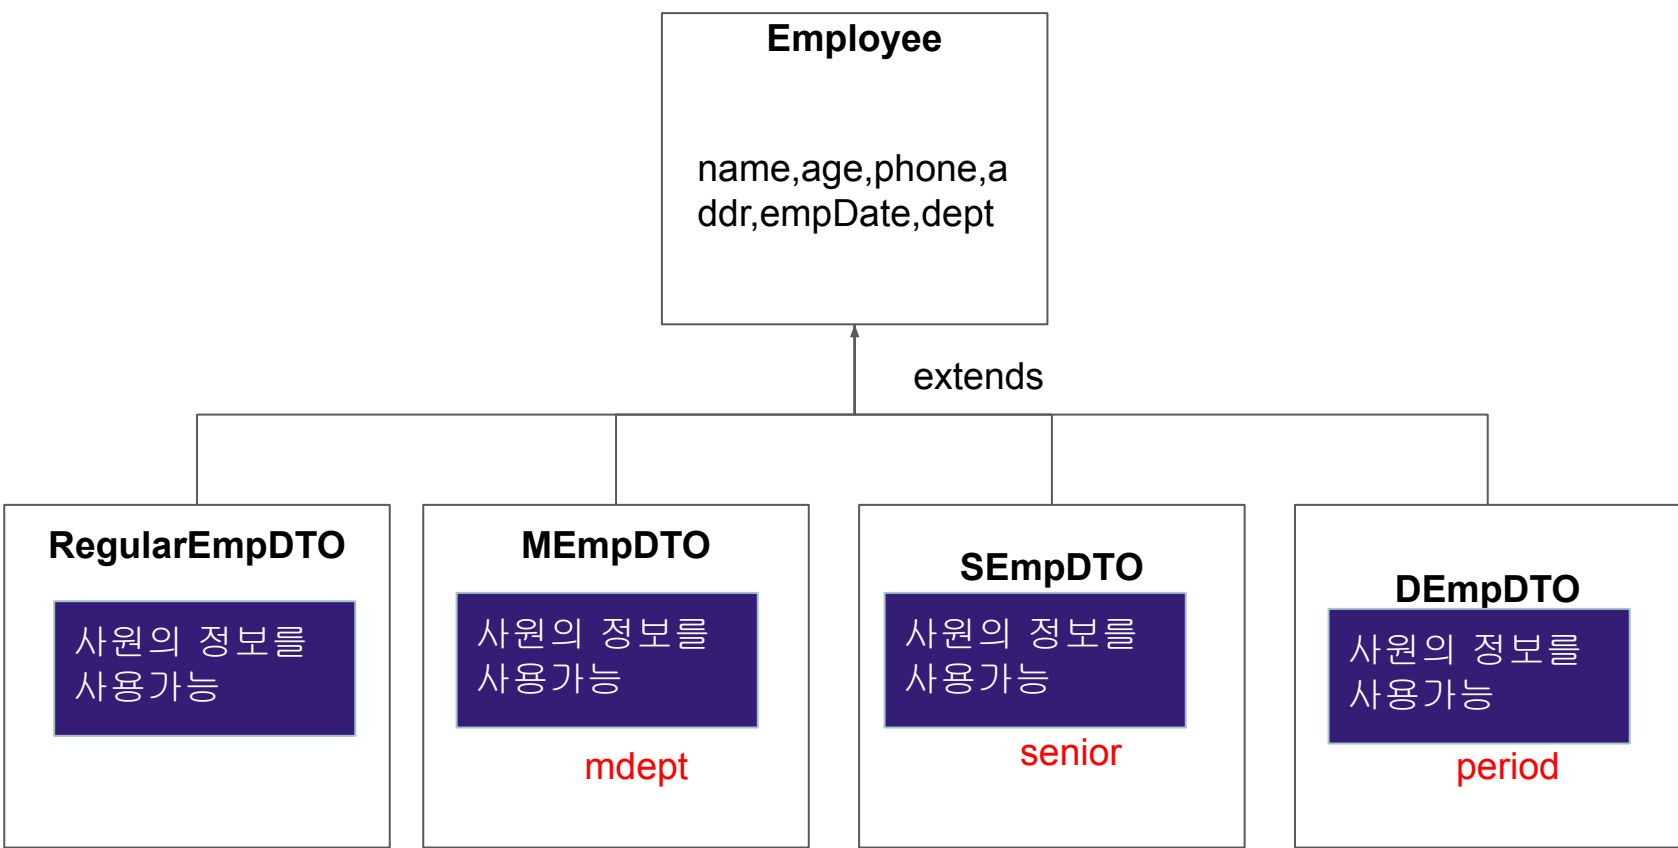 Employee
name,age,phone,a
ddr,empDate,dept
extends
RegularEmpDTO
사원의 정보를
사용가능
MEmpDTO
사원의 정보를
사용가능
mdept
SEmpDTO
사원의 정보를
사용가능
senior
DEmpDTO
사원의 정보를
사용가능
period